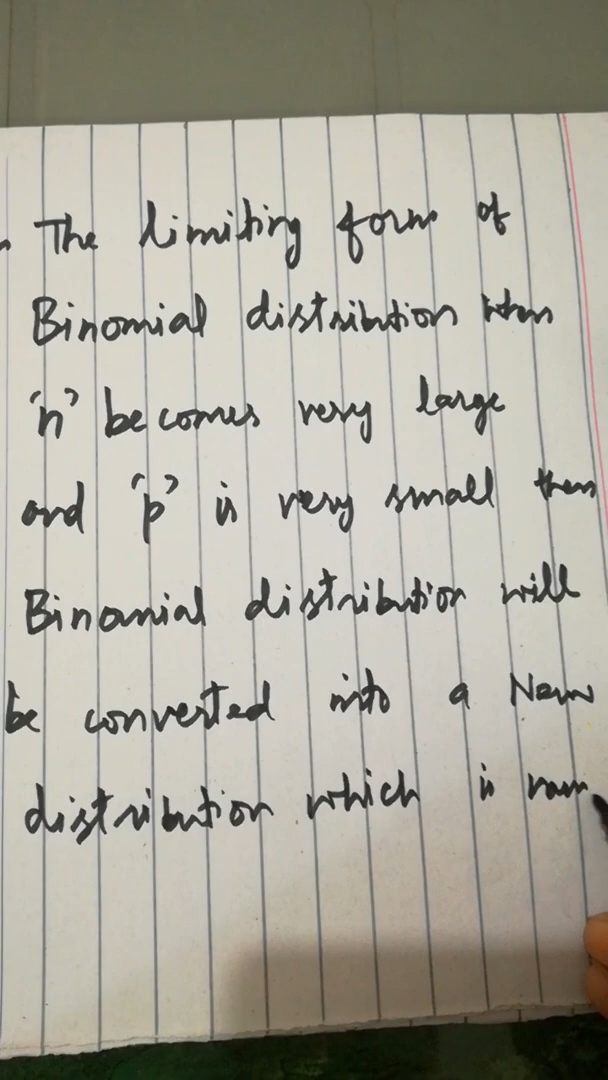 The limiting form of
Binomial distribution when
'n' becomes very large
and 'p' is very small then
Binomial distribution will
be converted into a New
distribution which is nam